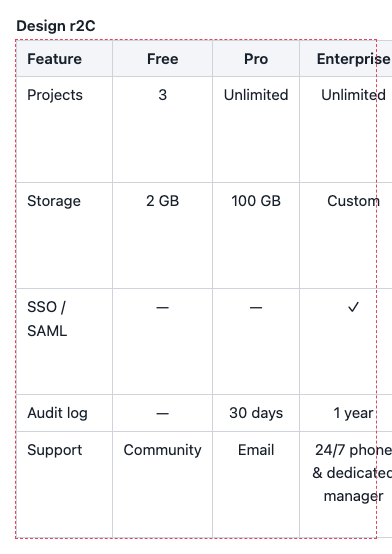 Design r2C
Feature Free Pro Enterprise
Projects 3 Unlimited Unlimited
Storage 2 GB 100 GB Custom
SSO / — — ✓
SAML
Audit log — 30 days 1 year
Support Community Email 24/7 phone
& dedicated
manager